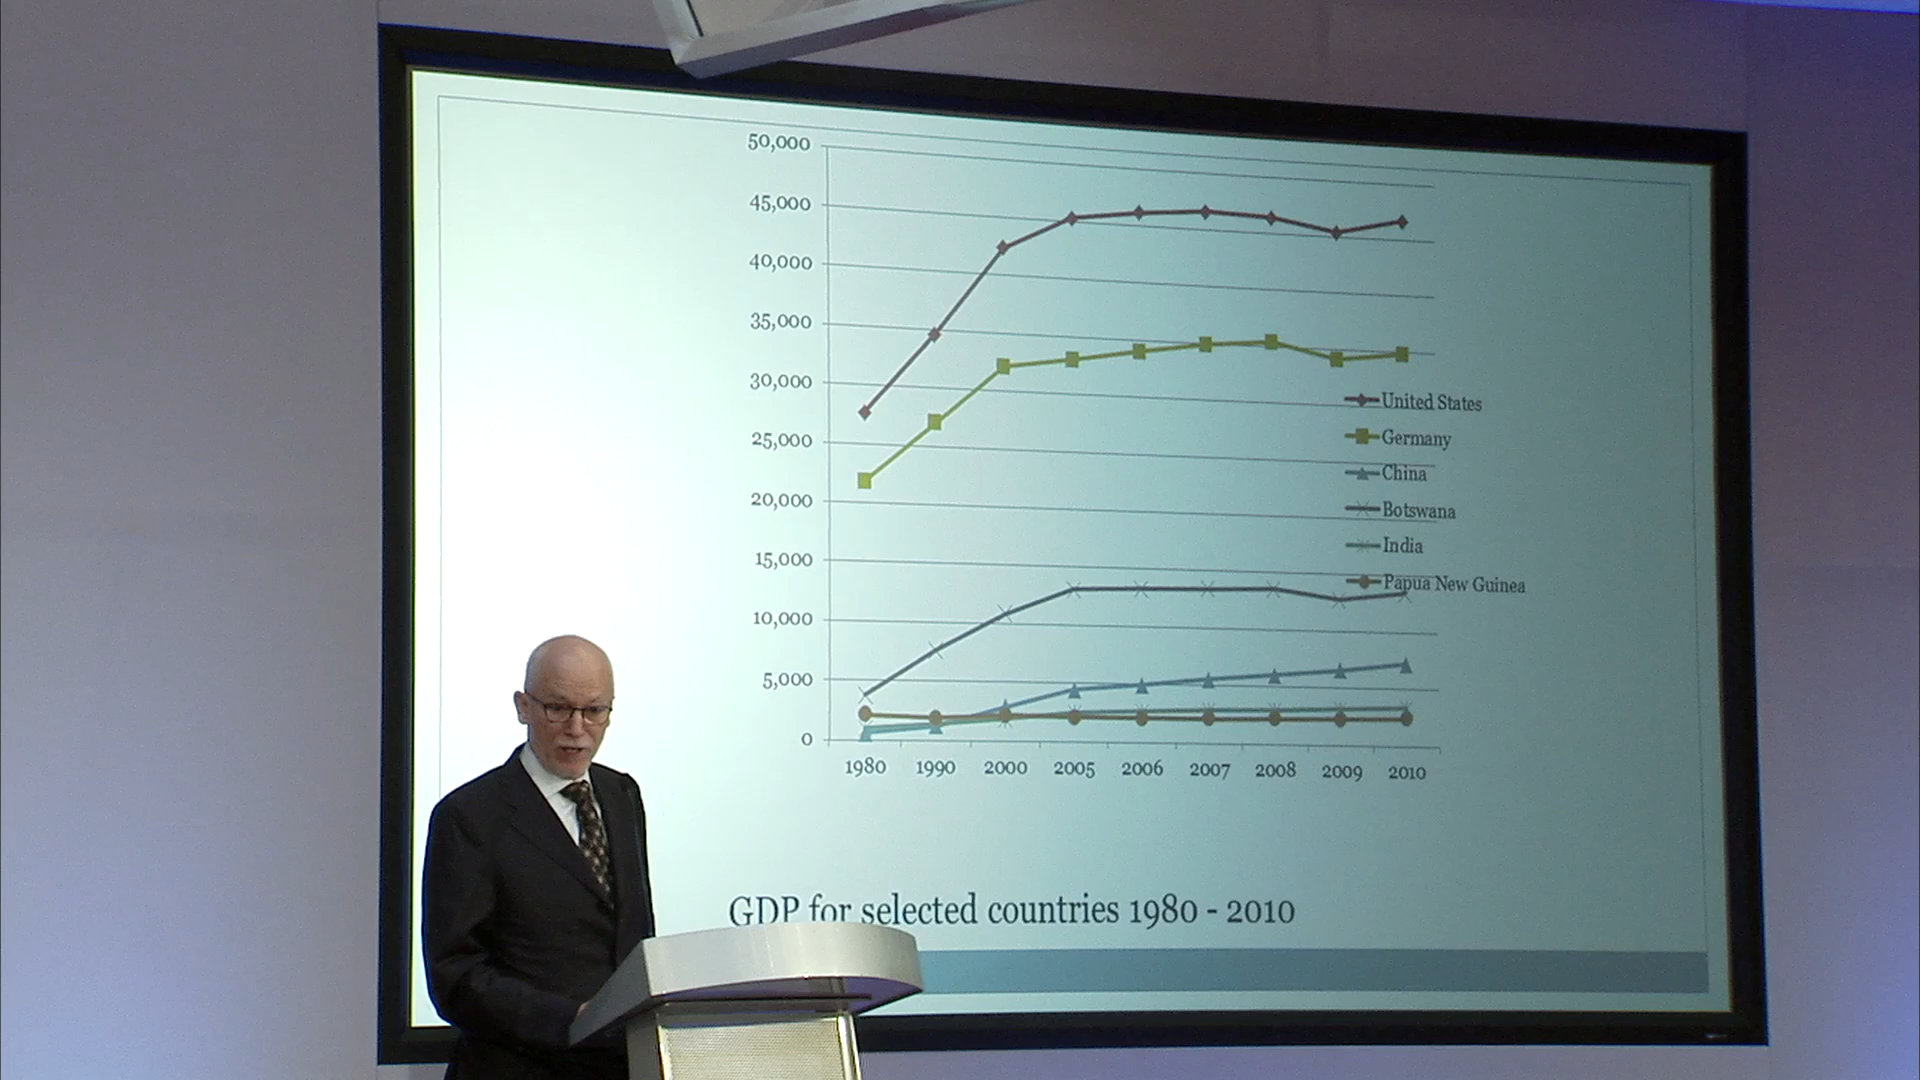 50,000
45,000
40,000
35,000
30,000
25,000
20,000
15,000
10,000
5,000
0
1980 1990 2000 2005 2006 2007 2008 2009 2010
United States
Germany
China
Botswana
India
Papua New Guinea
GDP for selected countries 1980 - 2010